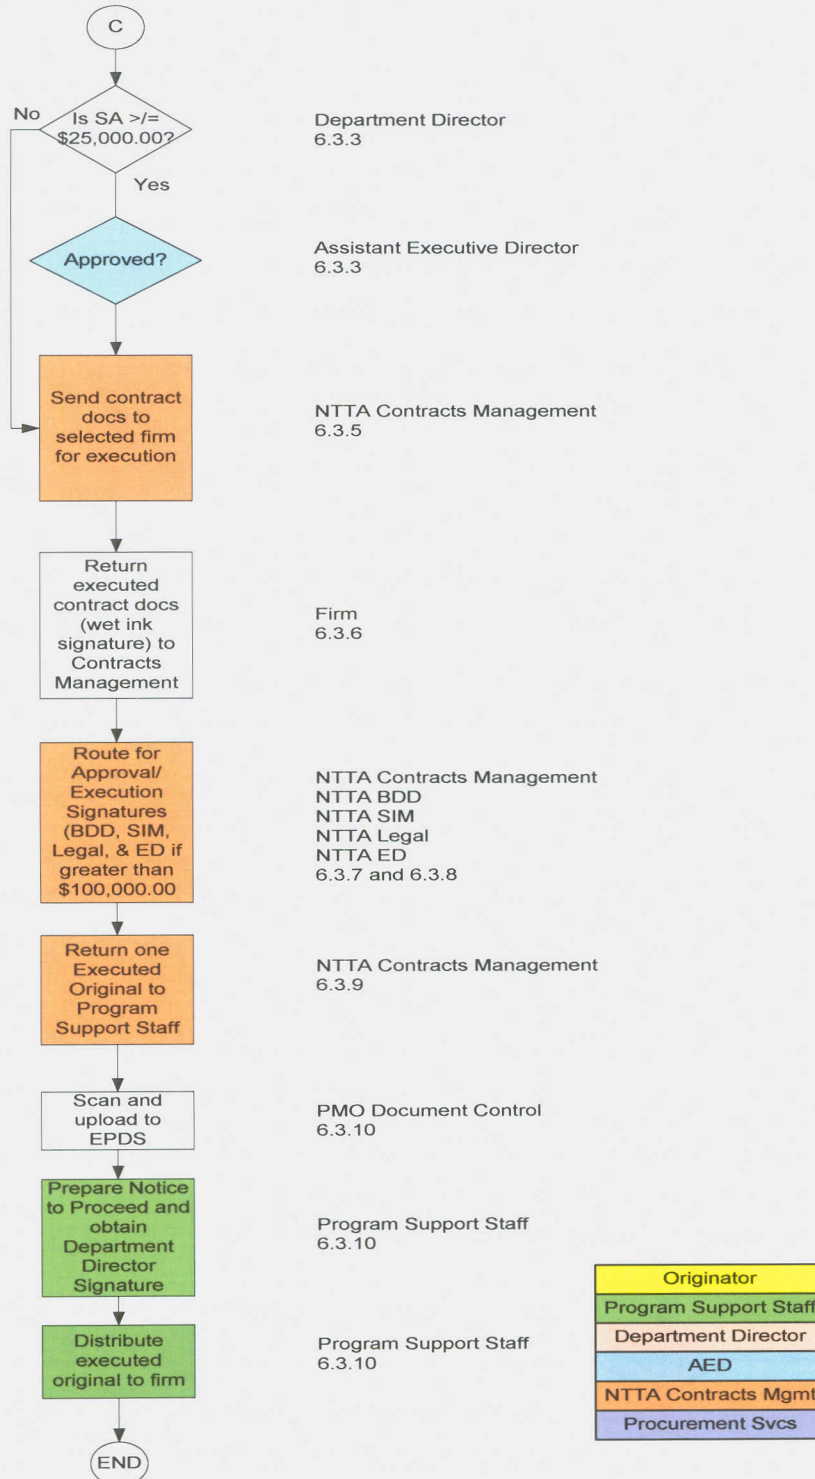 C
No
Is SA >/=
$25,000.00?
Department Director
6.3.3
Yes
Approved?
Assistant Executive Director
6.3.3
Send contract
docs to
selected firm
for execution
NTTA Contracts Management
6.3.5
Return
executed
contract docs
(wet ink
signature) to
Contracts
Management
Firm
6.3.6
Route for
Approval/
Execution
Signatures
(BDD, SIM,
Legal, & ED if
greater than
$100,000.00
NTTA Contracts Management
NTTA BDD
NTTA SIM
NTTA Legal
NTTA ED
6.3.7 and 6.3.8
Return one
Executed
Original to
Program
Support Staff
NTTA Contracts Management
6.3.9
Scan and
upload to
EPDS
PMO Document Control
6.3.10
Prepare Notice
to Proceed and
obtain
Department
Director
Signature
Program Support Staff
6.3.10
Distribute
executed
original to firm
Program Support Staff
6.3.10
END
Originator
Program Support Staff
Department Director
AED
NTTA Contracts Mgmt
Procurement Svcs